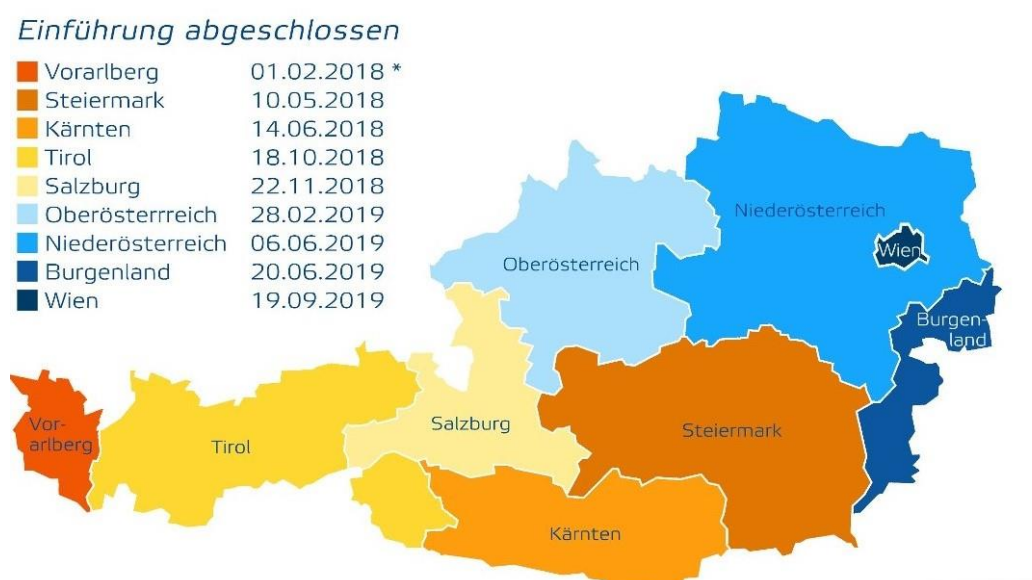 Einführung abgeschlossen
Vorarlberg 01.02.2018 *
Steiermark 10.05.2018
Kärnten 14.06.2018
Tirol 18.10.2018
Salzburg 22.11.2018
Oberösterrreich 28.02.2019
Niederösterreich 06.06.2019
Burgenland 20.06.2019
Wien 19.09.2019
Niederösterreich
Wien
Oberösterreich
Burgen-
land
Vor-
arlberg
Tirol
Salzburg
Steiermark
Kärnten